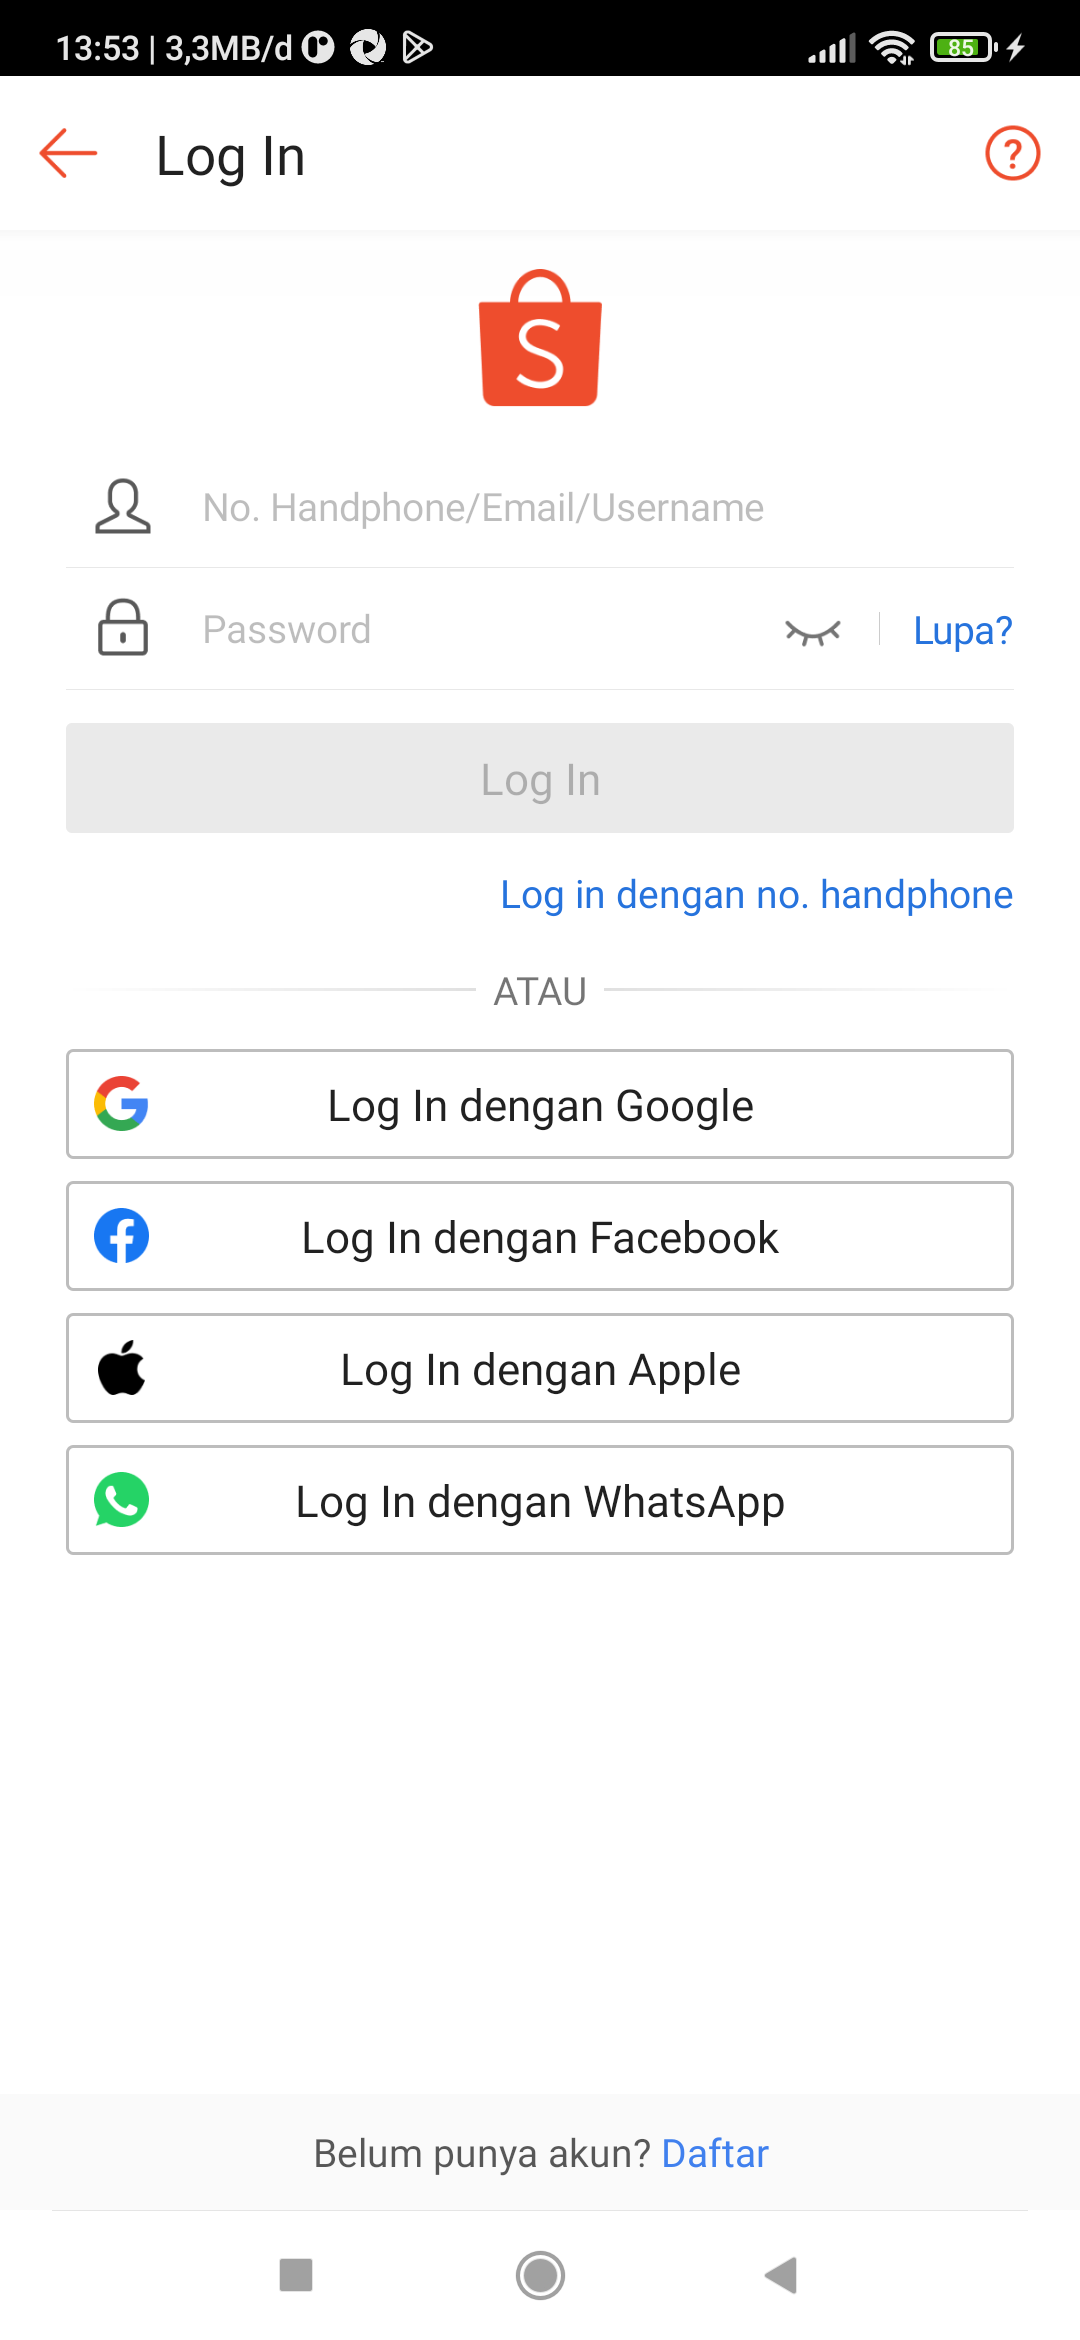 13:53 | 3,3MB/d
85
Log In
?
S
No. Handphone/Email/Username
Password
Lupa?
Log In
Log in dengan no. handphone
ATAU
Log In dengan Google
Log In dengan Facebook
Log In dengan Apple
Log In dengan WhatsApp
Belum punya akun? Daftar